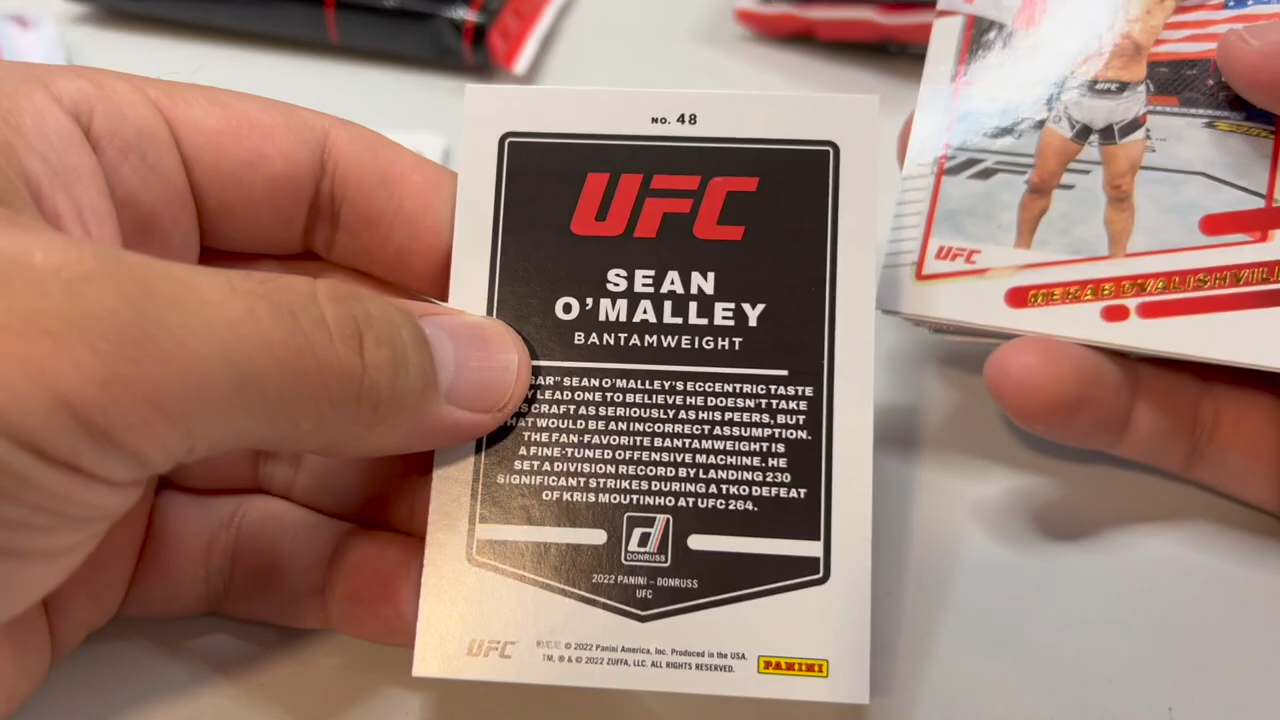 NO. 48
UFC
SEAN
O'MALLEY
BANTAMWEIGHT
SEAN O'MALLEY'S ECCENTRIC TASTE
LEAD ONE TO BELIEVE HE DOESN'T TAKE
CRAFT AS SERIOUSLY AS HIS PEERS, BUT
WOULD BE AN INCORRECT ASSUMPTION.
THE FAN-FAVORITE BANTAMWEIGHT IS
A FINE-TUNED OFFENSIVE MACHINE. HE
SET A DIVISION RECORD BY LANDING 230
SIGNIFICANT STRIKES DURING A TKO DEFEAT
OF KRIS MOUTINHO AT UFC 264.
d
DONRUSS
2022 PANINI – DONRUSS
UFC
UFC
© 2022 Panini America, Inc. Produced in the USA.
TM, ® & © 2022 ZUFFA, LLC. ALL RIGHTS RESERVED.
PANINI
UFC
UFC
UFC
MERAB DVALISHVILI